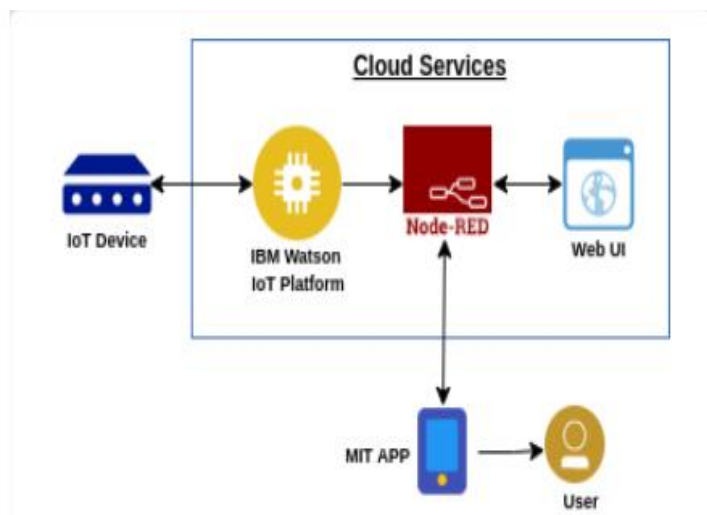 Cloud Services
IoT Device
IBM Watson
IoT Platform
Node-RED
Web UI
MIT APP
User